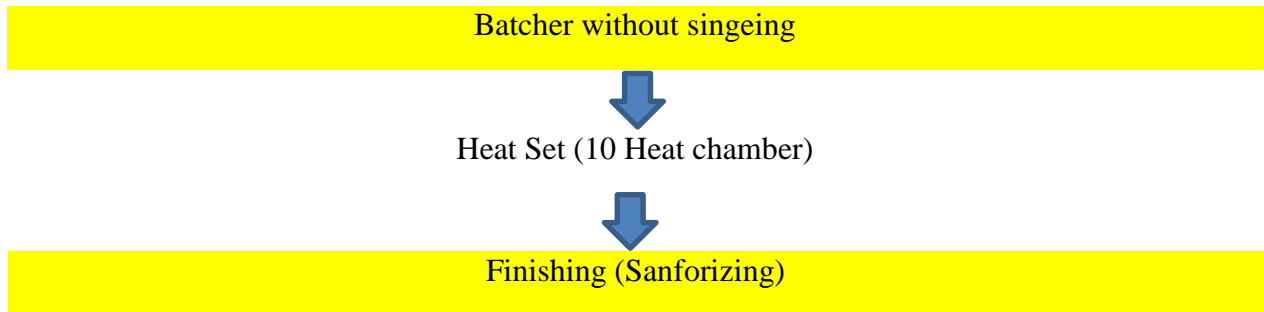 Batcher without singeing
Heat Set (10 Heat chamber)
Finishing (Sanforizing)